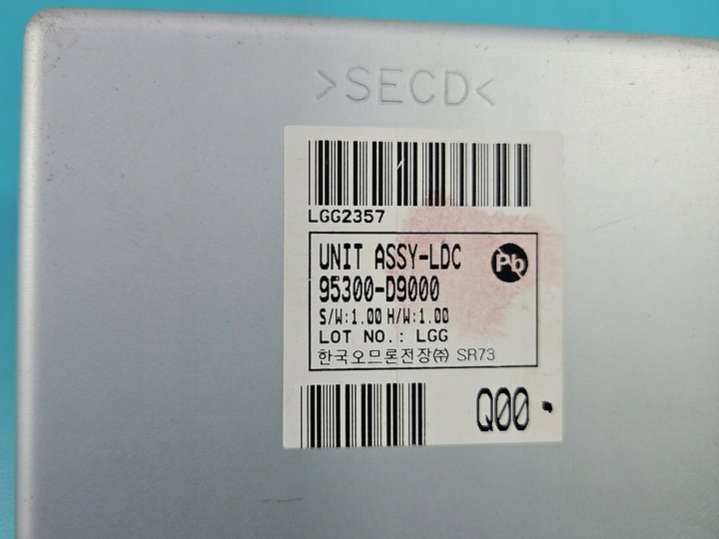 >SECD<
LGG2357
UNIT ASSY-LDC
Pb
95300-D9000
S/W:1.00 H/W:1.00
LOT NO.: LGG
한국오므론전장㈜ SR73
Q00